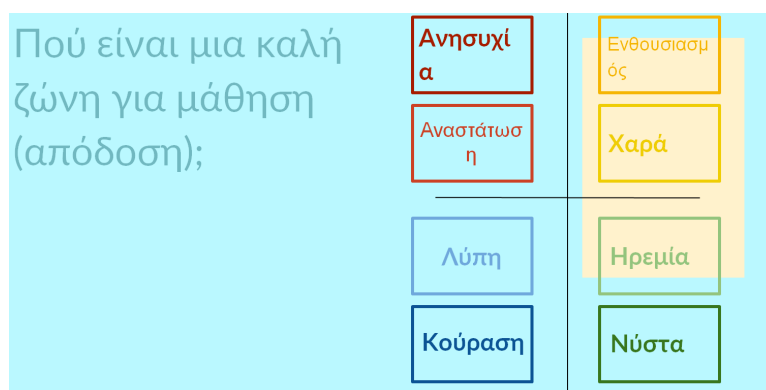 Πού είναι μια καλή
ζώνη για μάθηση
(απόδοση);
Ανησυχί
α
Ενθουσιασμ
ός
Αναστάτωσ
η
Χαρά
Λύπη
Ηρεμία
Κούραση
Νύστα